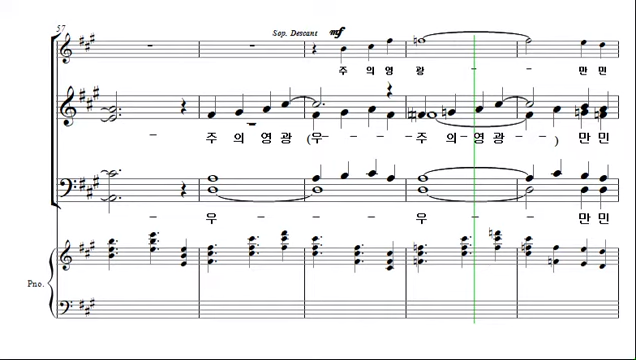 57
Sop. Descant mf
주 의 영 광 - - 만 민
- 주 의 영 광 (우 - - - 주 의 - 영 광 - - ) 만 민
- 우 - - - 우 - - 만 민
Pno.